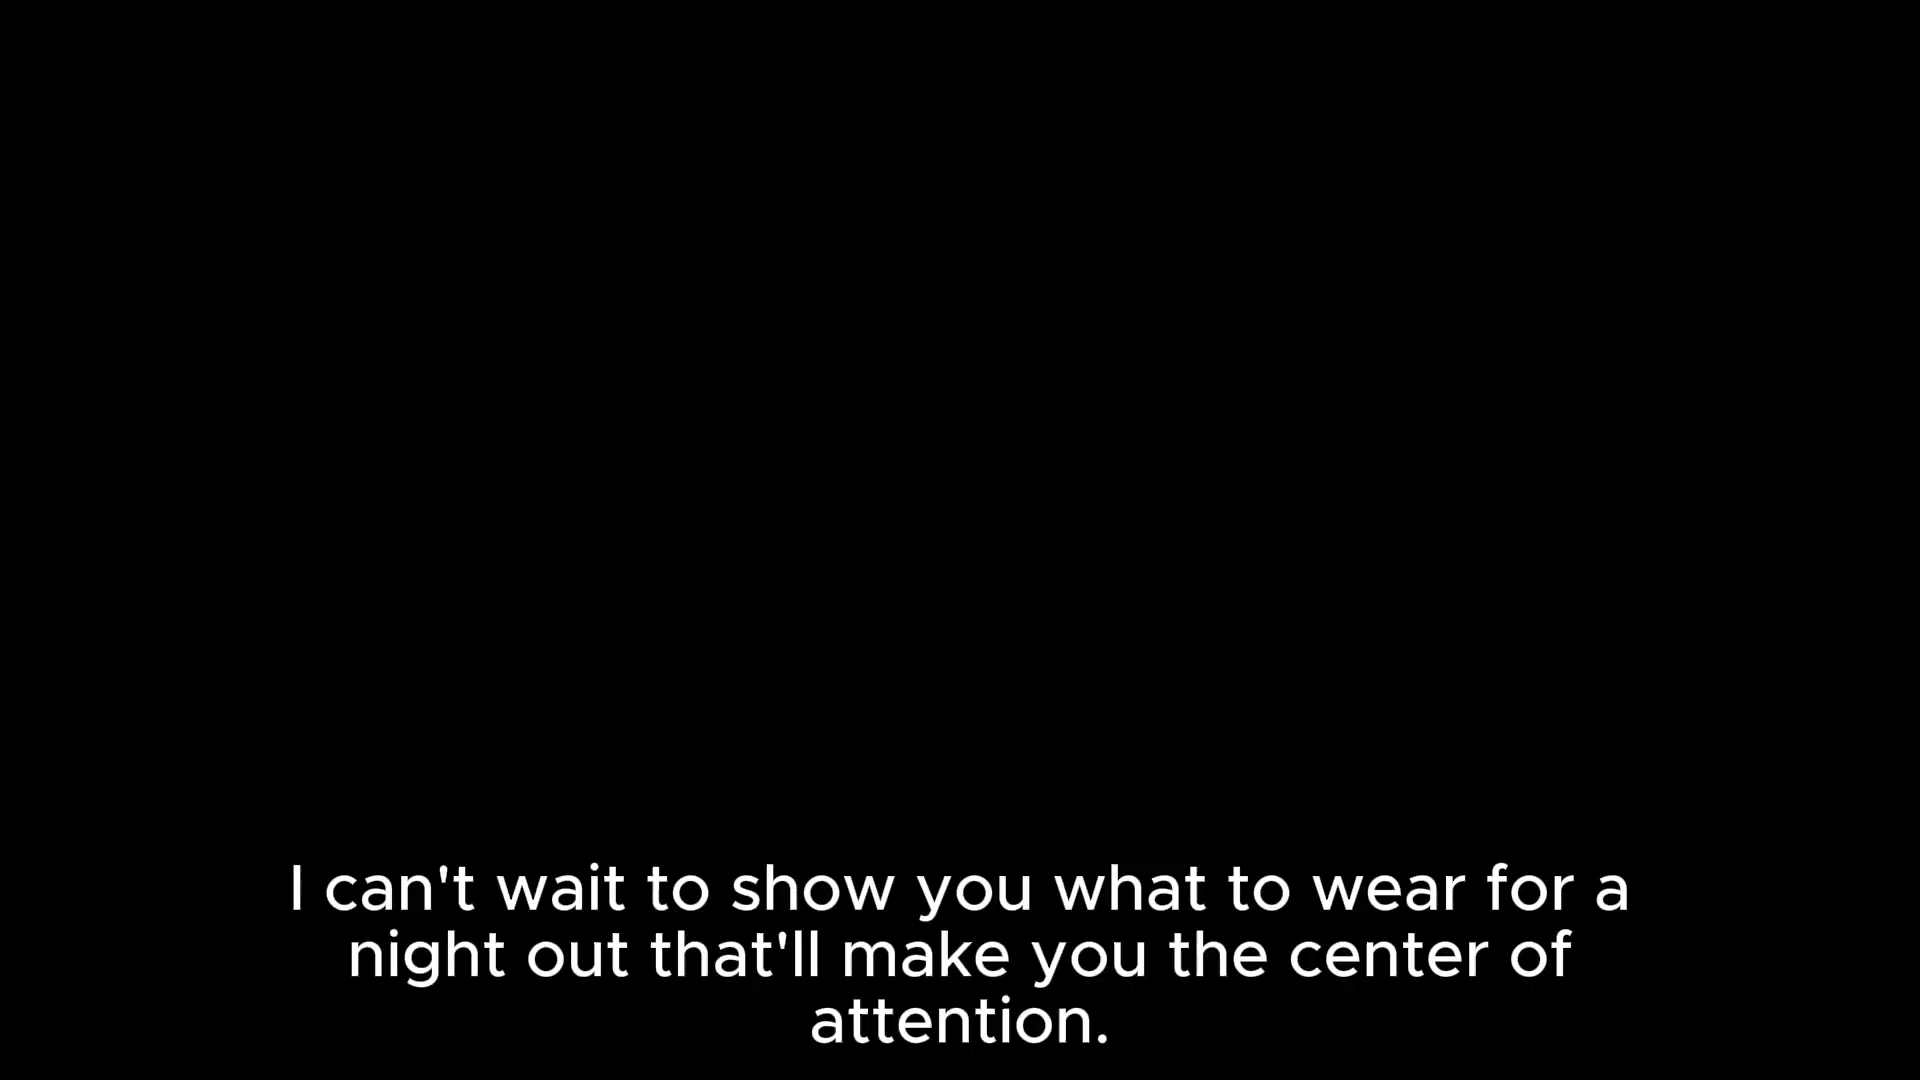 I can't wait to show you what to wear for a
night out that'll make you the center of
attention.